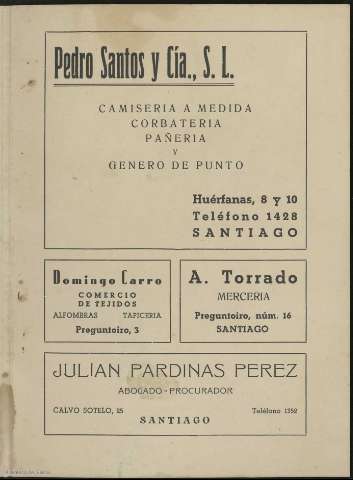 Pedro Santos y Cía., S. L.
CAMISERIA A MEDIDA
CORBATERIA
PAÑERIA
Y
GENERO DE PUNTO
Huérfanas, 8 y 10
Teléfono 1428
SANTIAGO
Domingo Carro
COMERCIO
DE TEJIDOS
ALFOMBRAS TAPICERIA
Preguntoiro, 3
A. Torrado
MERCERIA
Preguntoiro, núm. 16
SANTIAGO
JULIAN PARDIÑAS PEREZ
ABOGADO - PROCURADOR
CALVO SOTELO, 25 Teléfono 1352
SANTIAGO